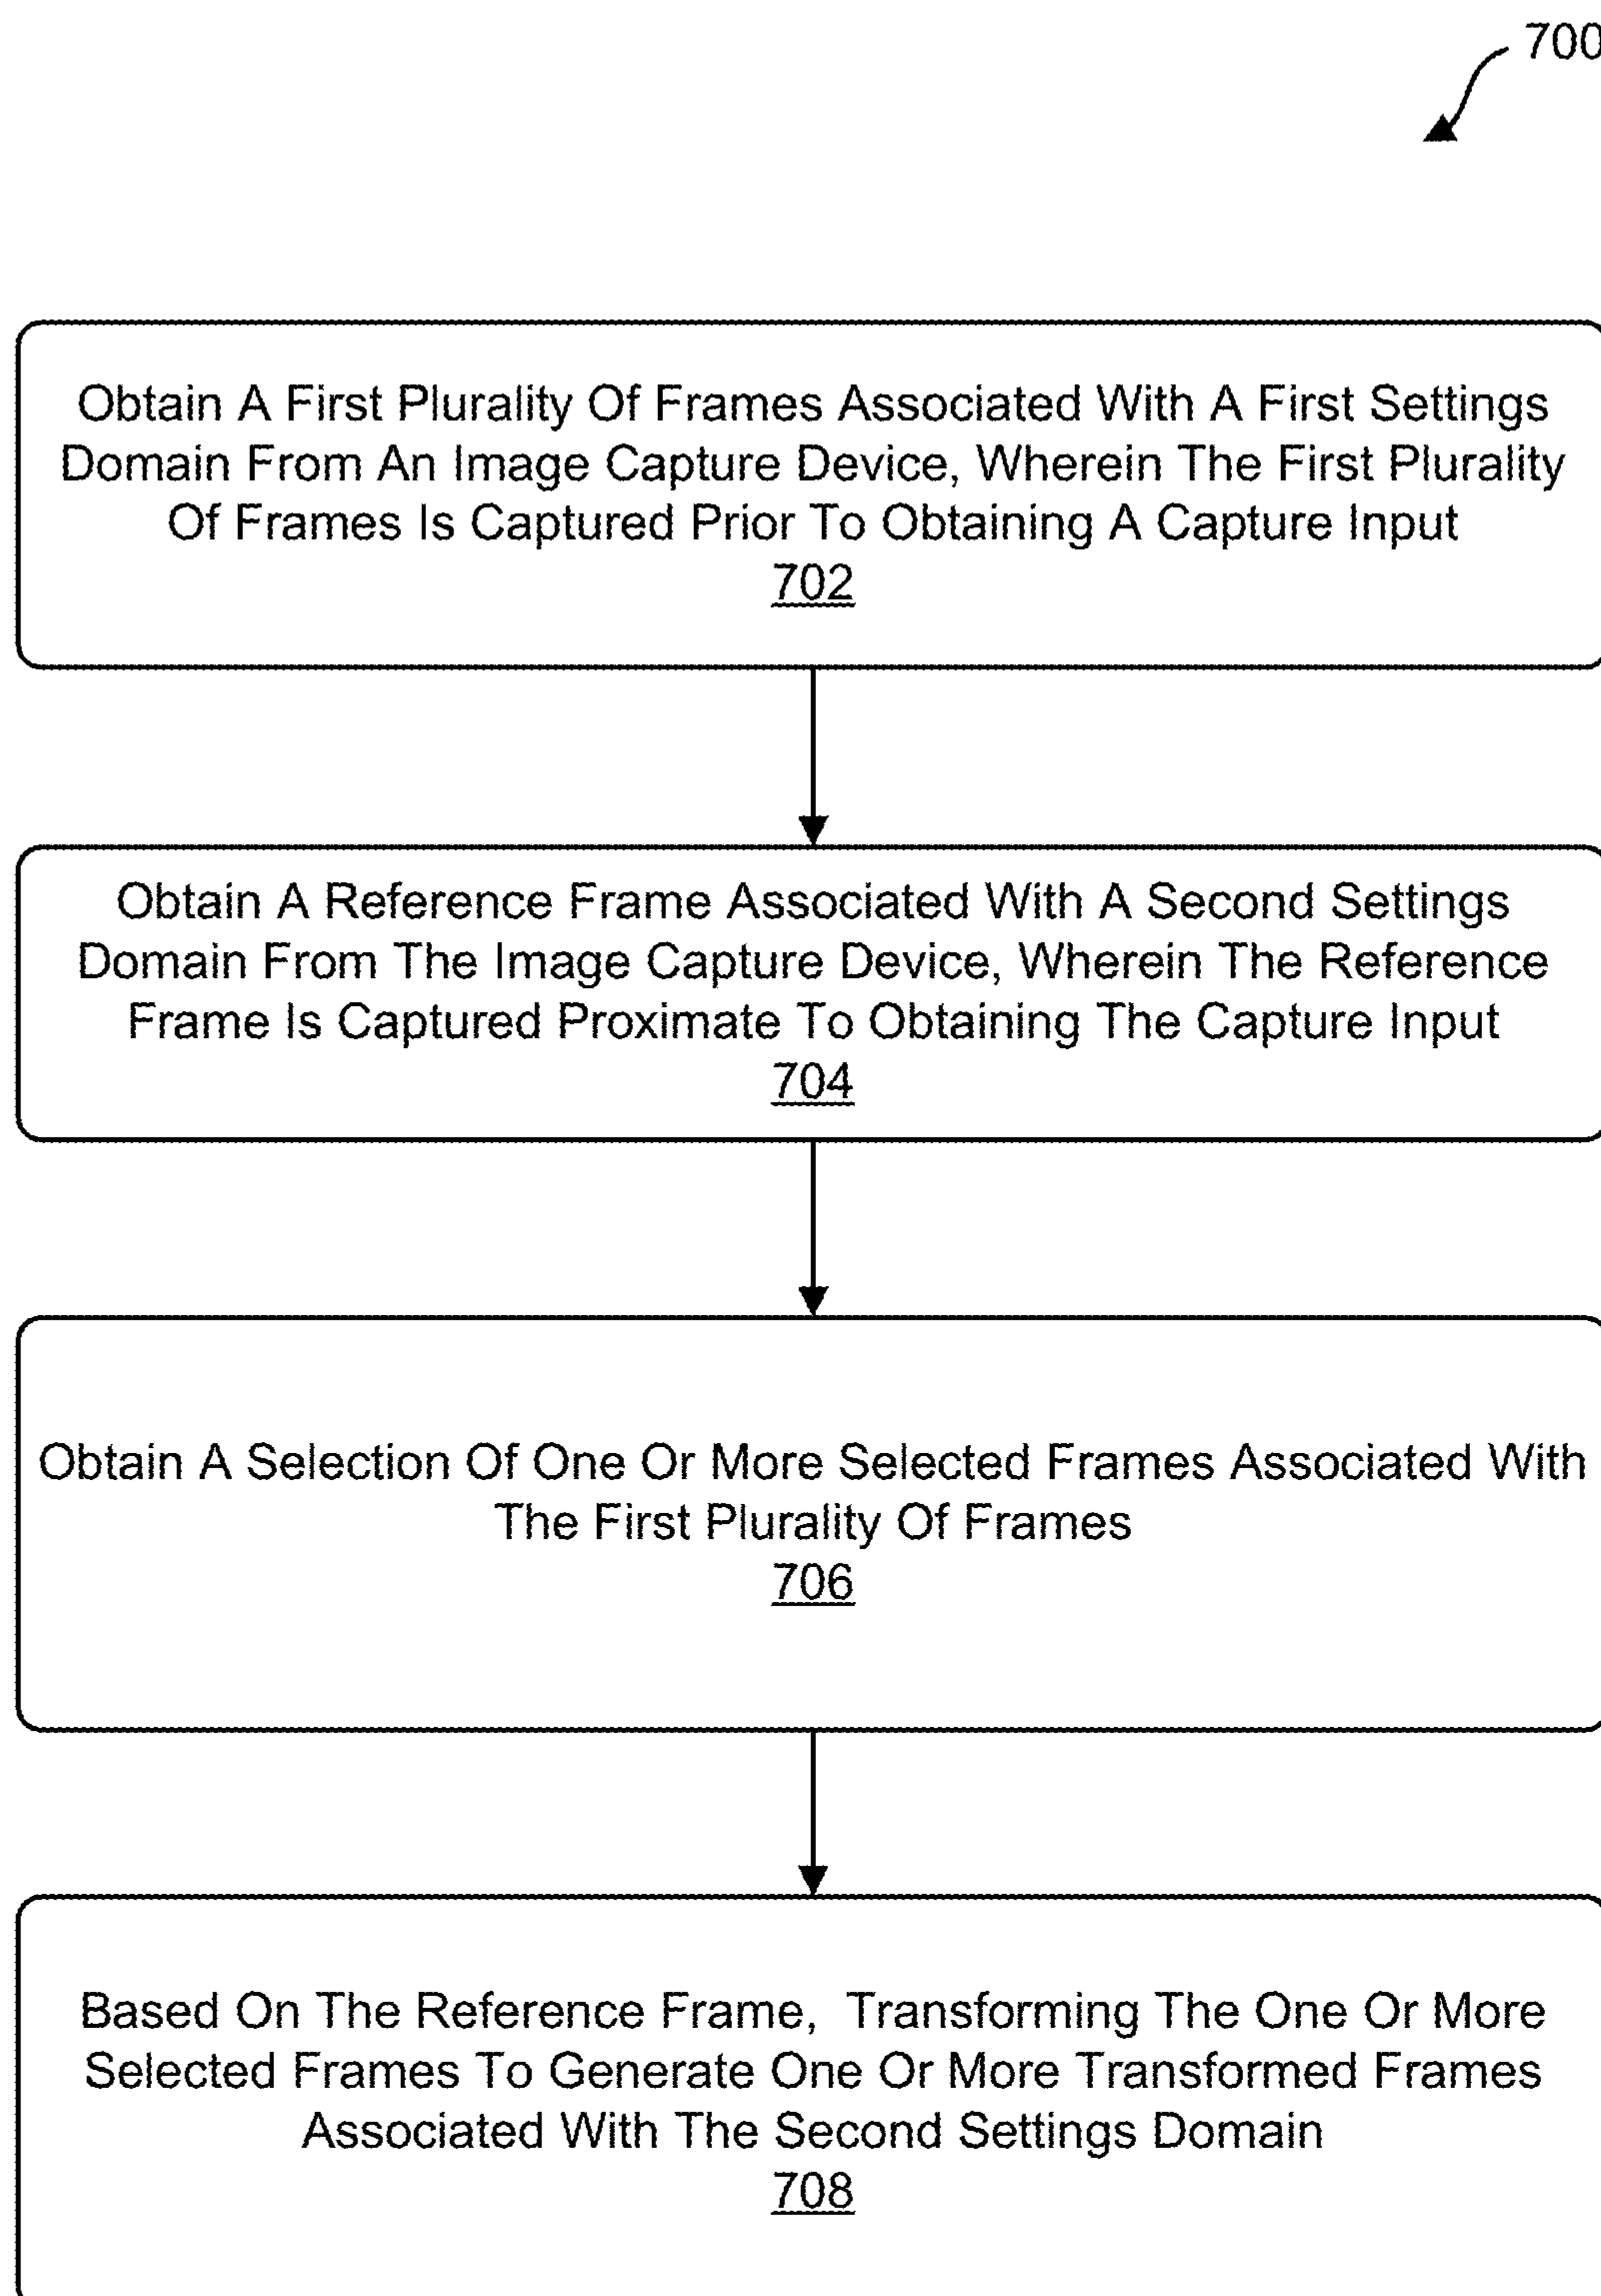 700
Obtain A First Plurality Of Frames Associated With A First Settings
Domain From An Image Capture Device, Wherein The First Plurality
Of Frames Is Captured Prior To Obtaining A Capture Input
702
Obtain A Reference Frame Associated With A Second Settings
Domain From The Image Capture Device, Wherein The Reference
Frame Is Captured Proximate To Obtaining The Capture Input
704
Obtain A Selection Of One Or More Selected Frames Associated With
The First Plurality Of Frames
706
Based On The Reference Frame, Transforming The One Or More
Selected Frames To Generate One Or More Transformed Frames
Associated With The Second Settings Domain
708